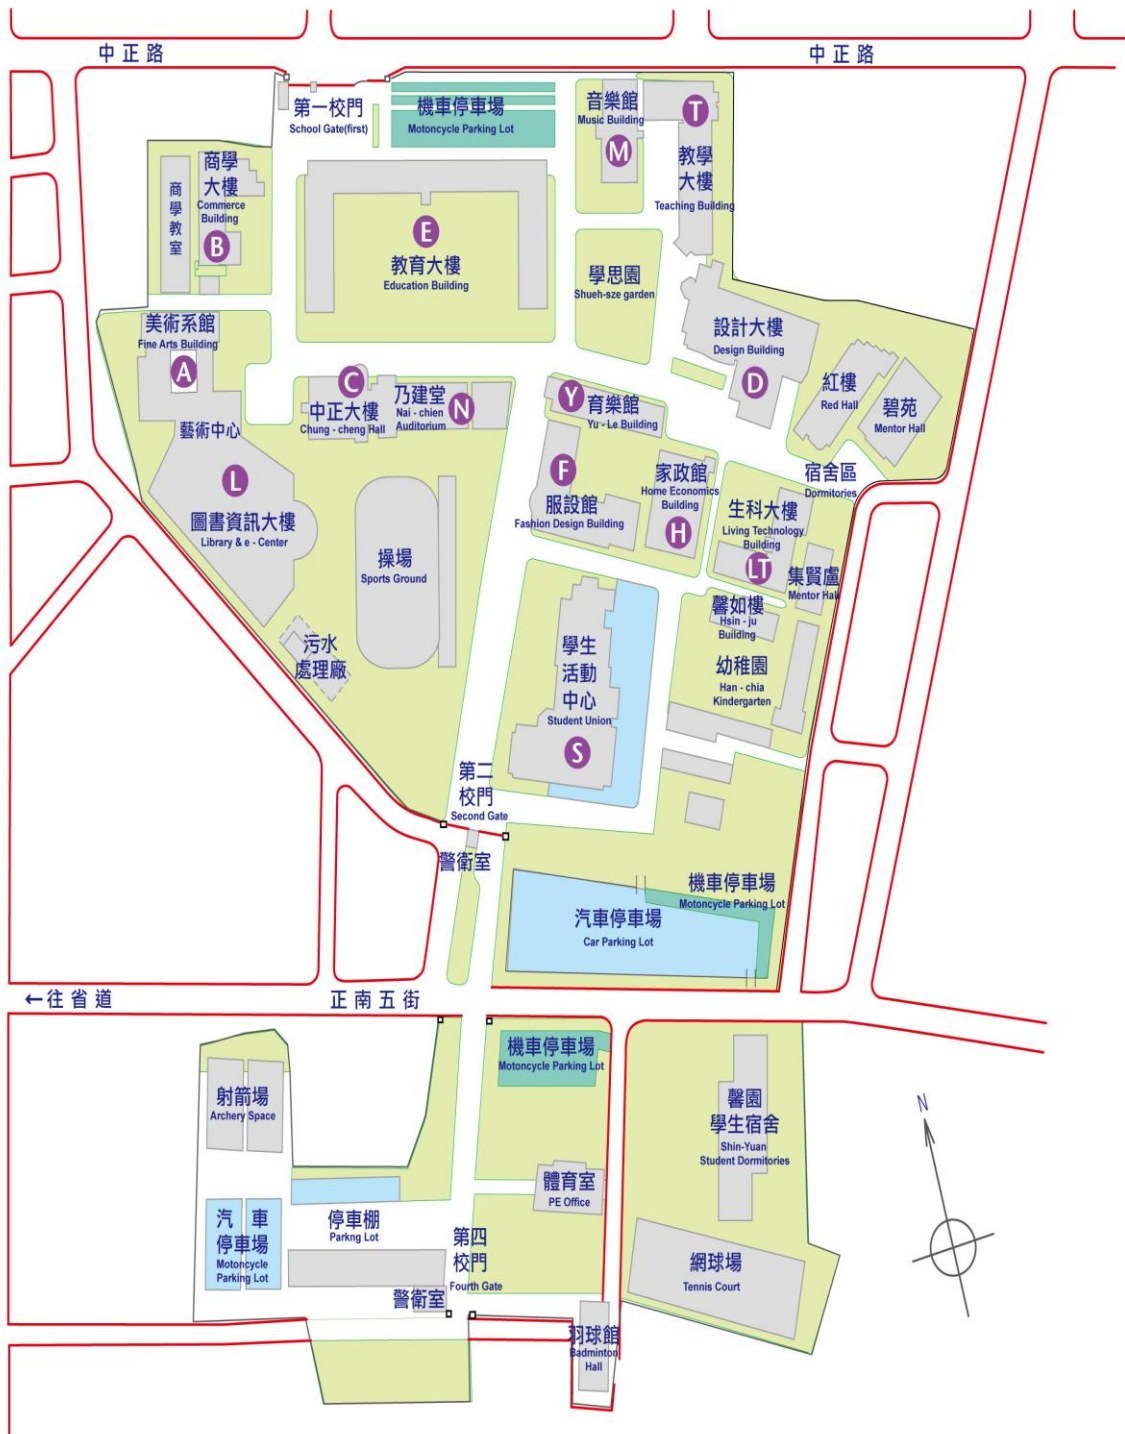 中正路
中正路
第一校門
School Gate(first)
機車停車場
Motoncycle Parking Lot
音樂館
Music Building
M
T
教學
大樓
Teaching Building
商學
大樓
Commerce
Building
B
商學教室
E
教育大樓
Education Building
學思園
Shueh-sze garden
設計大樓
Design Building
D
美術系館
Fine Arts Building
A
C
中正大樓
Chung - cheng Hall
乃建堂
Nai - chien
Auditorium
N
Y
育樂館
Yu - Le Building
紅樓
Red Hall
碧苑
Mentor Hall
藝術中心
L
圖書資訊大樓
Library & e - Center
F
服設館
Fashion Design Building
家政館
Home Economics
Building
H
宿舍區
Dormitories
生科大樓
Living Technology
Building
LT
集賢盧
Mentor Hall
操場
Sports Ground
馨如樓
Hsin - ju
Building
污水
處理廠
學生
活動
中心
Student Union
S
幼稚園
Han - chia
Kindergarten
第二
校門
Second Gate
警衛室
機車停車場
Motoncycle Parking Lot
汽車停車場
Car Parking Lot
←往省道
正南五街
機車停車場
Motoncycle Parking Lot
射箭場
Archery Space
馨園
學生宿舍
Shin-Yuan
Student Dormitories
N
體育室
PE Office
汽車
停車場
Motoncycle
Parking Lot
停車棚
Parkng Lot
第四
校門
Fourth Gate
警衛室
網球場
Tennis Court
羽球館
Badminton
Hall